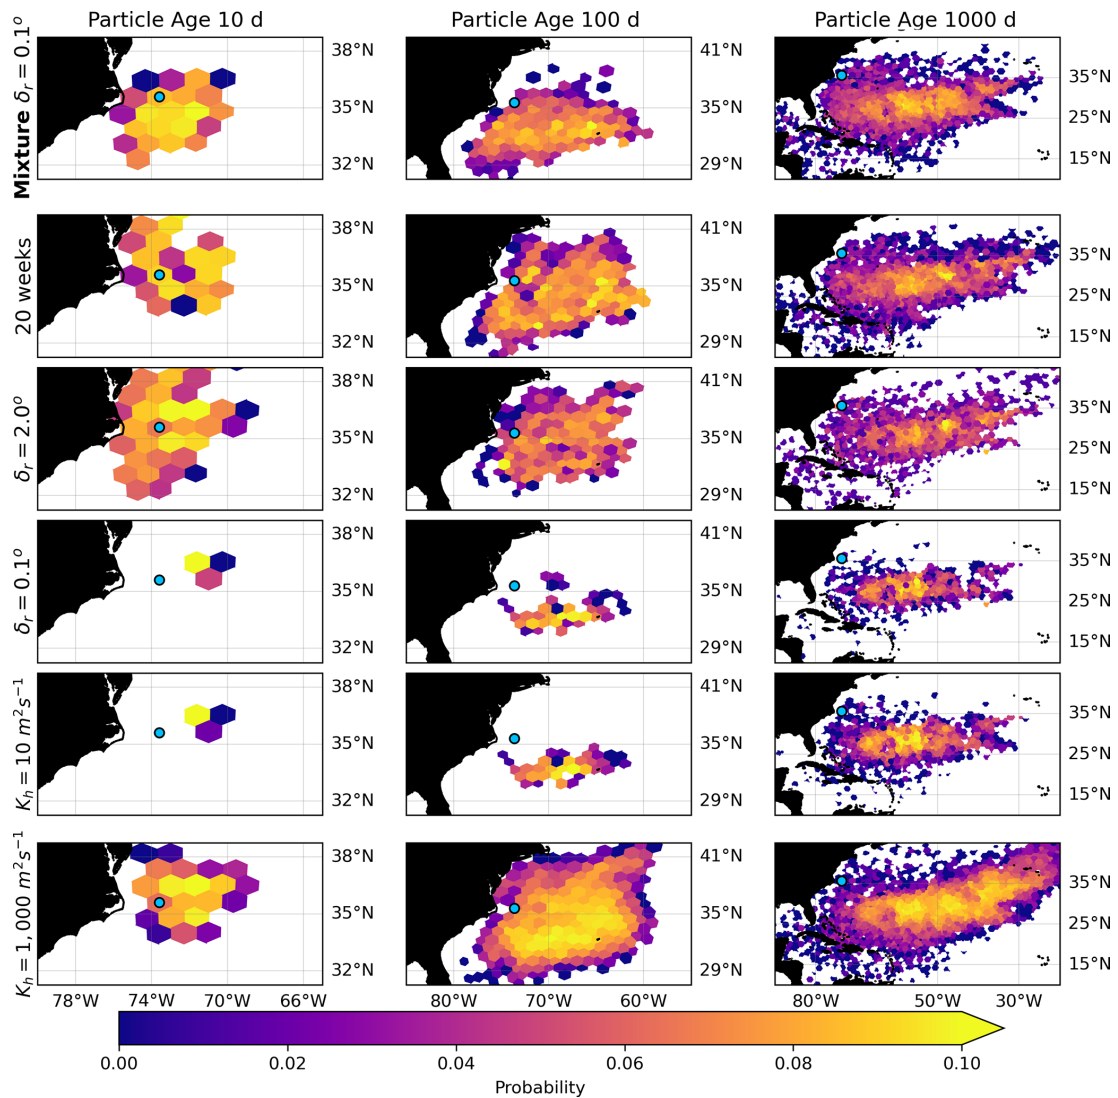 Particle Age 10 d
Particle Age 100 d
Particle Age 1000 d
Mixture δr = 0.1°
38°N
35°N
32°N
41°N
35°N
29°N
35°N
25°N
15°N
20 weeks
38°N
35°N
32°N
41°N
35°N
29°N
35°N
25°N
15°N
δr = 2.0°
38°N
35°N
32°N
41°N
35°N
29°N
35°N
25°N
15°N
δr = 0.1°
38°N
35°N
32°N
41°N
35°N
29°N
35°N
25°N
15°N
Kh = 10 m²s⁻¹
38°N
35°N
32°N
41°N
35°N
29°N
35°N
25°N
15°N
Kh = 1,000 m²s⁻¹
38°N
35°N
32°N
41°N
35°N
29°N
35°N
25°N
15°N
78°W 74°W 70°W 66°W
80°W 70°W 60°W
80°W 50°W 30°W
0.00 0.02 0.04 0.06 0.08 0.10
Probability